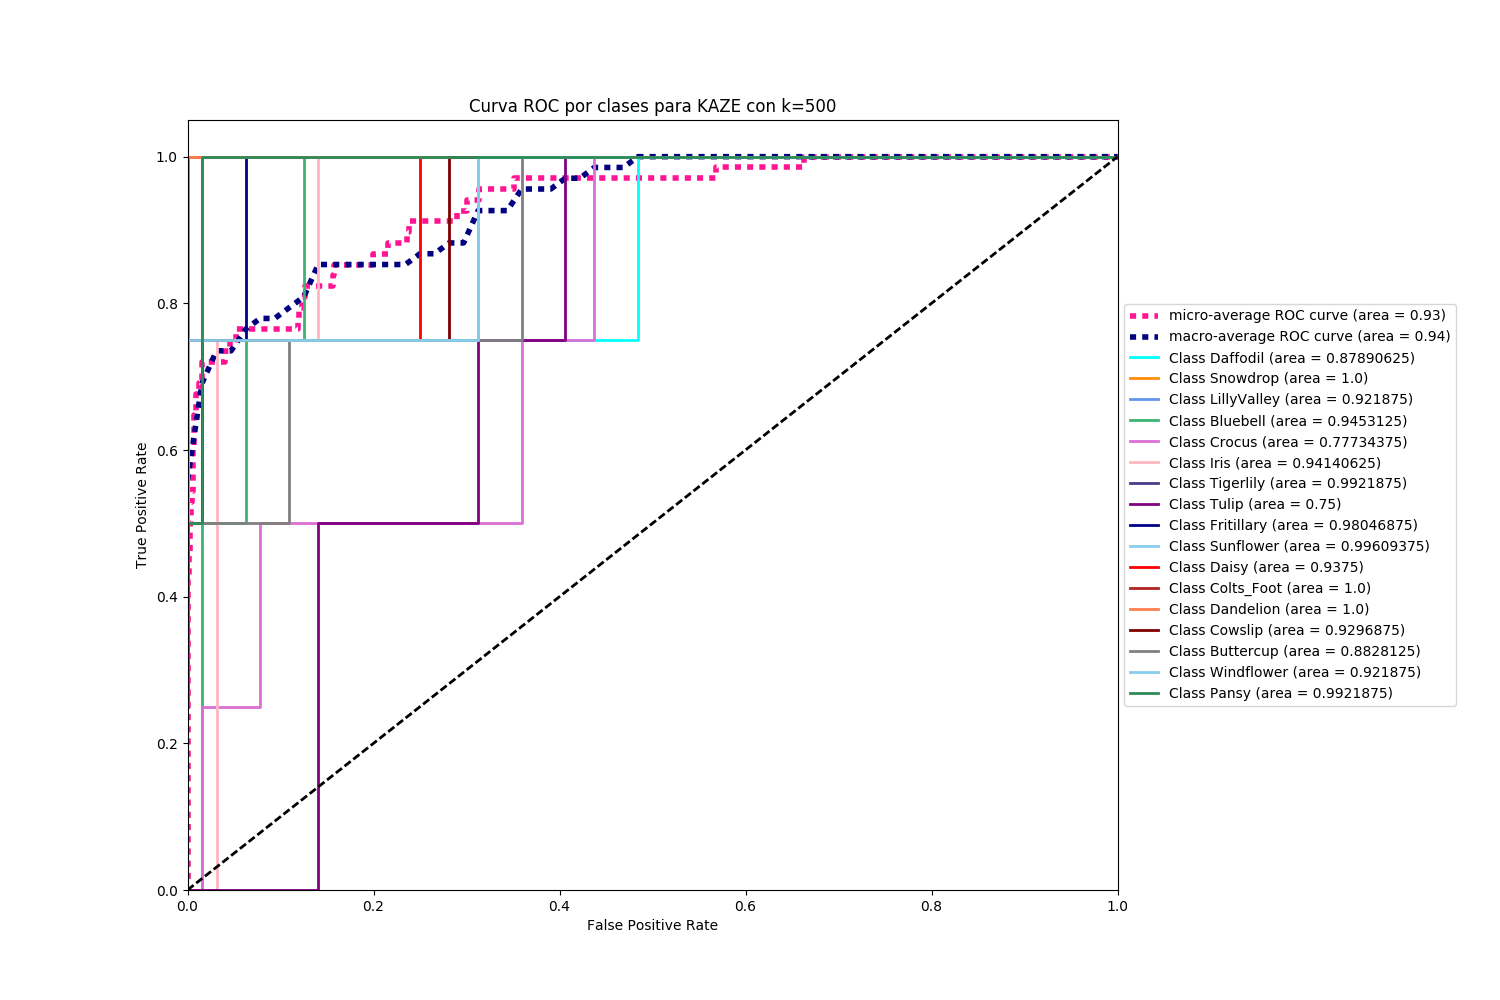 Curva ROC por clases para KAZE con k=500
1.0
0.8
0.6
0.4
0.2
0.0
True Positive Rate
0.0 0.2 0.4 0.6 0.8 1.0
False Positive Rate
micro-average ROC curve (area = 0.93)
macro-average ROC curve (area = 0.94)
Class Daffodil (area = 0.87890625)
Class Snowdrop (area = 1.0)
Class LillyValley (area = 0.921875)
Class Bluebell (area = 0.9453125)
Class Crocus (area = 0.77734375)
Class Iris (area = 0.94140625)
Class Tigerlily (area = 0.9921875)
Class Tulip (area = 0.75)
Class Fritillary (area = 0.98046875)
Class Sunflower (area = 0.99609375)
Class Daisy (area = 0.9375)
Class Colts_Foot (area = 1.0)
Class Dandelion (area = 1.0)
Class Cowslip (area = 0.9296875)
Class Buttercup (area = 0.8828125)
Class Windflower (area = 0.921875)
Class Pansy (area = 0.9921875)